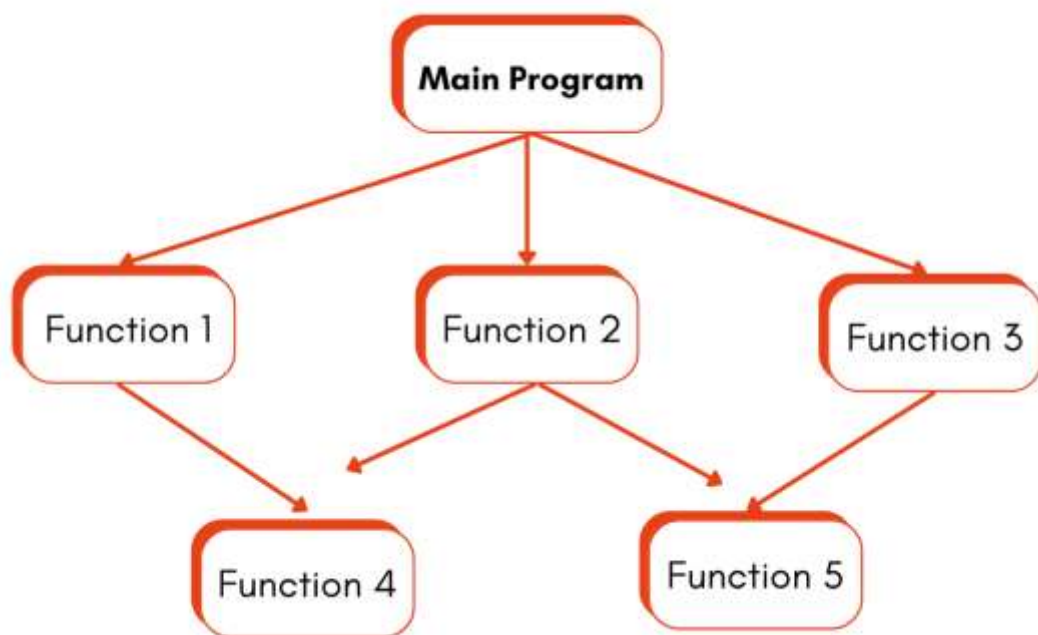 Main Program
Function 1
Function 2
Function 3
Function 4
Function 5